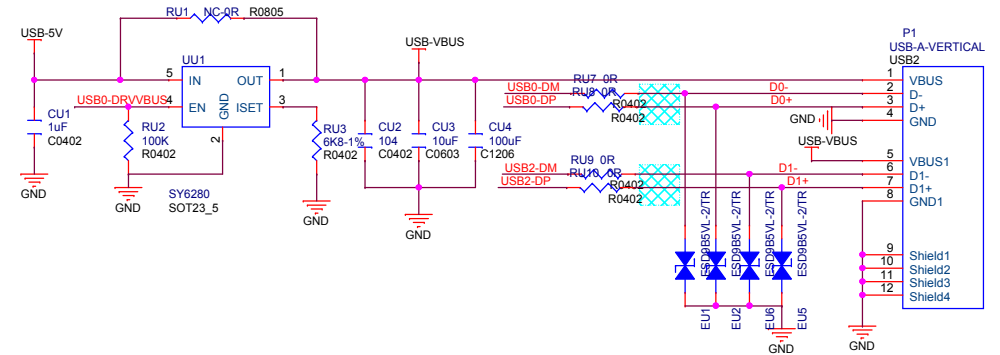 RU1 NC-0R R0805
USB-5V
UU1
5 IN
OUT 1
USB0-DRVVBUS 4 EN
GND
ISET 3
2
CU1
1uF
C0402
GND
RU2
100K
R0402
GND
SY6280
SOT23_5
RU3
6K8-1%
R0402
GND
USB-VBUS
CU2
104
C0402
CU3
10uF
C0603
CU4
100uF
C1206
GND
USB0-DM
RU7 0R
R0402
D0-
USB0-DP
RU8 0R
R0402
D0+
USB2-DM
RU9 0R
R0402
D1-
USB2-DP
RU10 0R
R0402
D1+
ESD9B5VL-2/TR
ESD9B5VL-2/TR
ESD9B5VL-2/TR
ESD9B5VL-2/TR
EU1
EU2
EU6
EU5
GND
P1
USB-A-VERTICAL
USB2
1 VBUS
2 D-
3 D+
4 GND
GND
USB-VBUS
5 VBUS1
6 D1-
7 D1+
8 GND1
9 Shield1
10 Shield2
11 Shield3
12 Shield4
GND